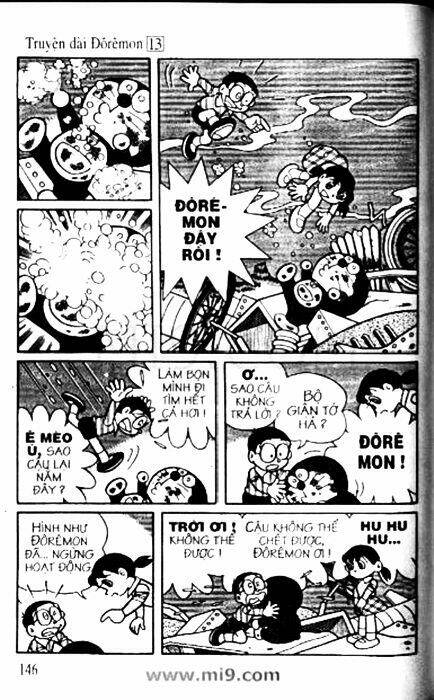 Truyện dài Đôrêmon 13
ĐÔRÊ-
MON
ĐÂY
RỒI !
LÀM BỌN
MÌNH ĐI
TÌM HẾT
CẢ HƠI !
Ê MÈO
Ú, SAO
CẬU LẠI
NẰM
ĐÂY ?
Ơ...
SAO CẬU
KHÔNG
TRẢ LỜI ?
BỘ
GIẬN TỚ
HẢ ?
ĐÔRÊ
MON !
HÌNH NHƯ
ĐÔRÊMON
ĐÃ... NGỪNG
HOẠT ĐỘNG
TRỜI ƠI !
KHÔNG THỂ
ĐƯỢC !
CẬU KHÔNG THỂ
CHẾT ĐƯỢC,
ĐÔRÊMON ƠI !
HU HU
HU...
146
www.mi9.com